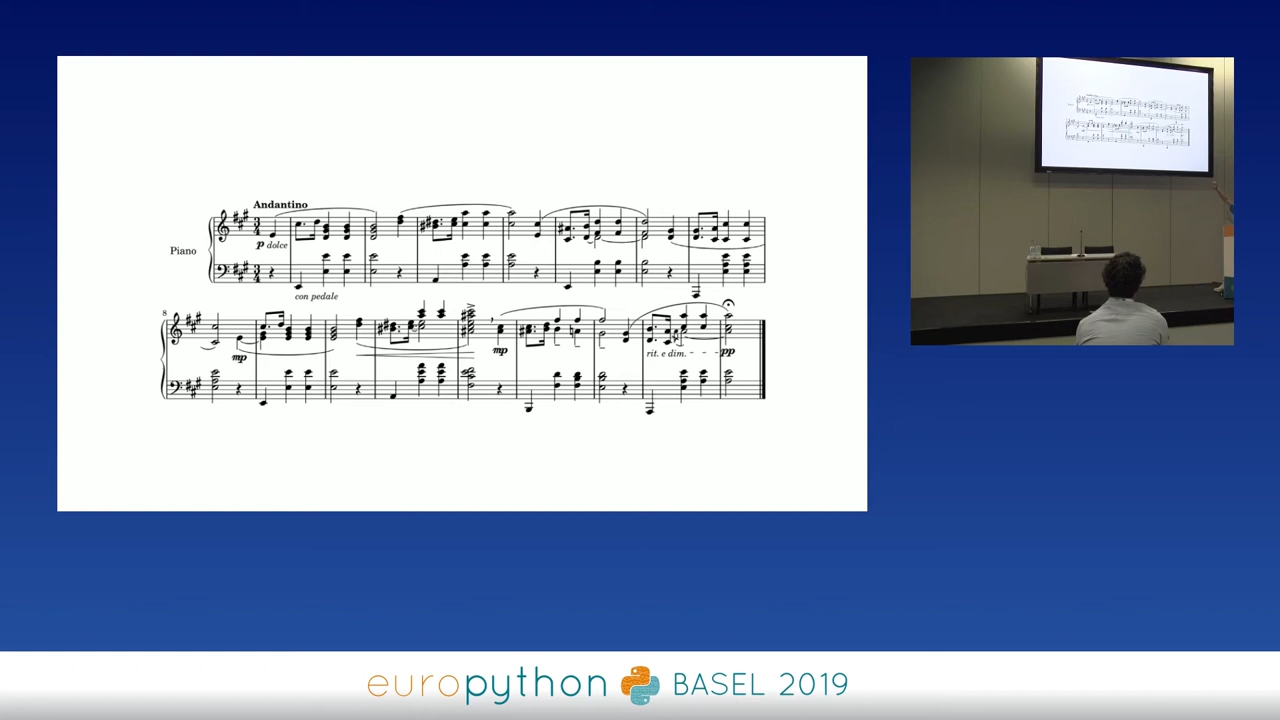 Andantino
Piano
p dolce
con pedale
8
mp
mp
rit. e dim.
pp
europython BASEL 2019